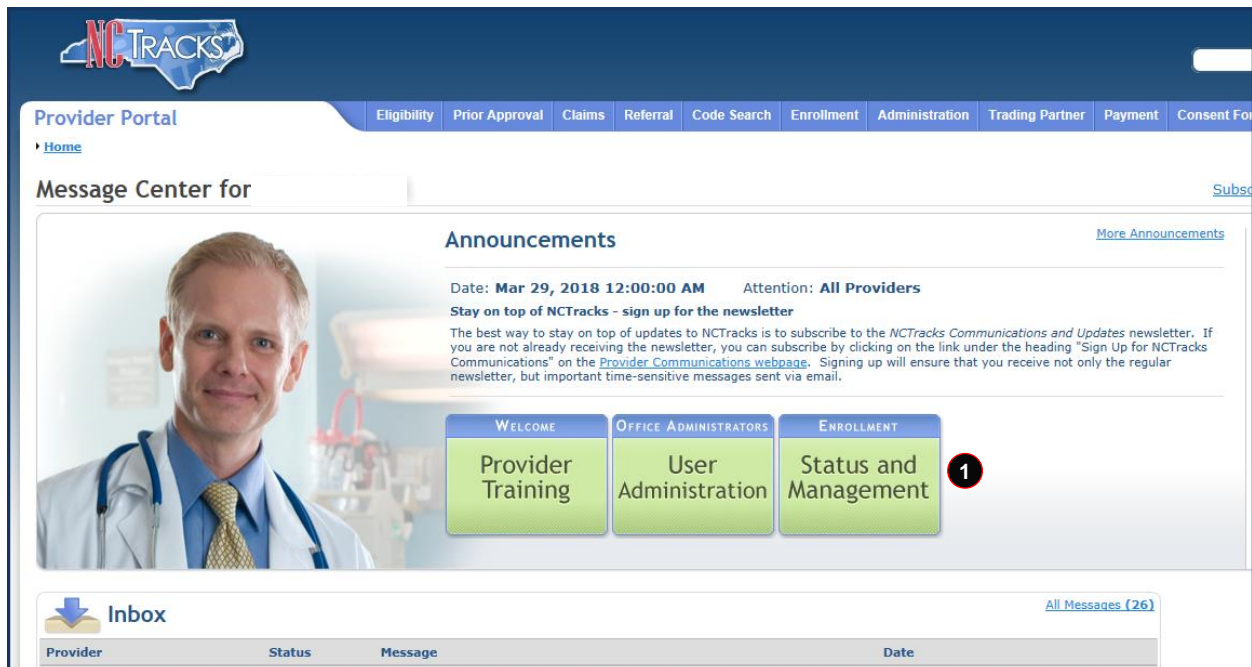 NCTRACKS
Provider Portal
Eligibility Prior Approval Claims Referral Code Search Enrollment Administration Trading Partner Payment Consent For
Home
Message Center for
Subsc
Announcements
More Announcements
Date: Mar 29, 2018 12:00:00 AM Attention: All Providers
Stay on top of NCTracks - sign up for the newsletter
The best way to stay on top of updates to NCTracks is to subscribe to the NCTracks Communications and Updates newsletter. If
you are not already receiving the newsletter, you can subscribe by clicking on the link under the heading "Sign Up for NCTracks
Communications" on the Provider Communications webpage. Signing up will ensure that you receive not only the regular
newsletter, but important time-sensitive messages sent via email.
WELCOME OFFICE ADMINISTRATORS ENROLLMENT
Provider User Status and
Training Administration Management
1
Inbox
All Messages (26)
Provider Status Message Date